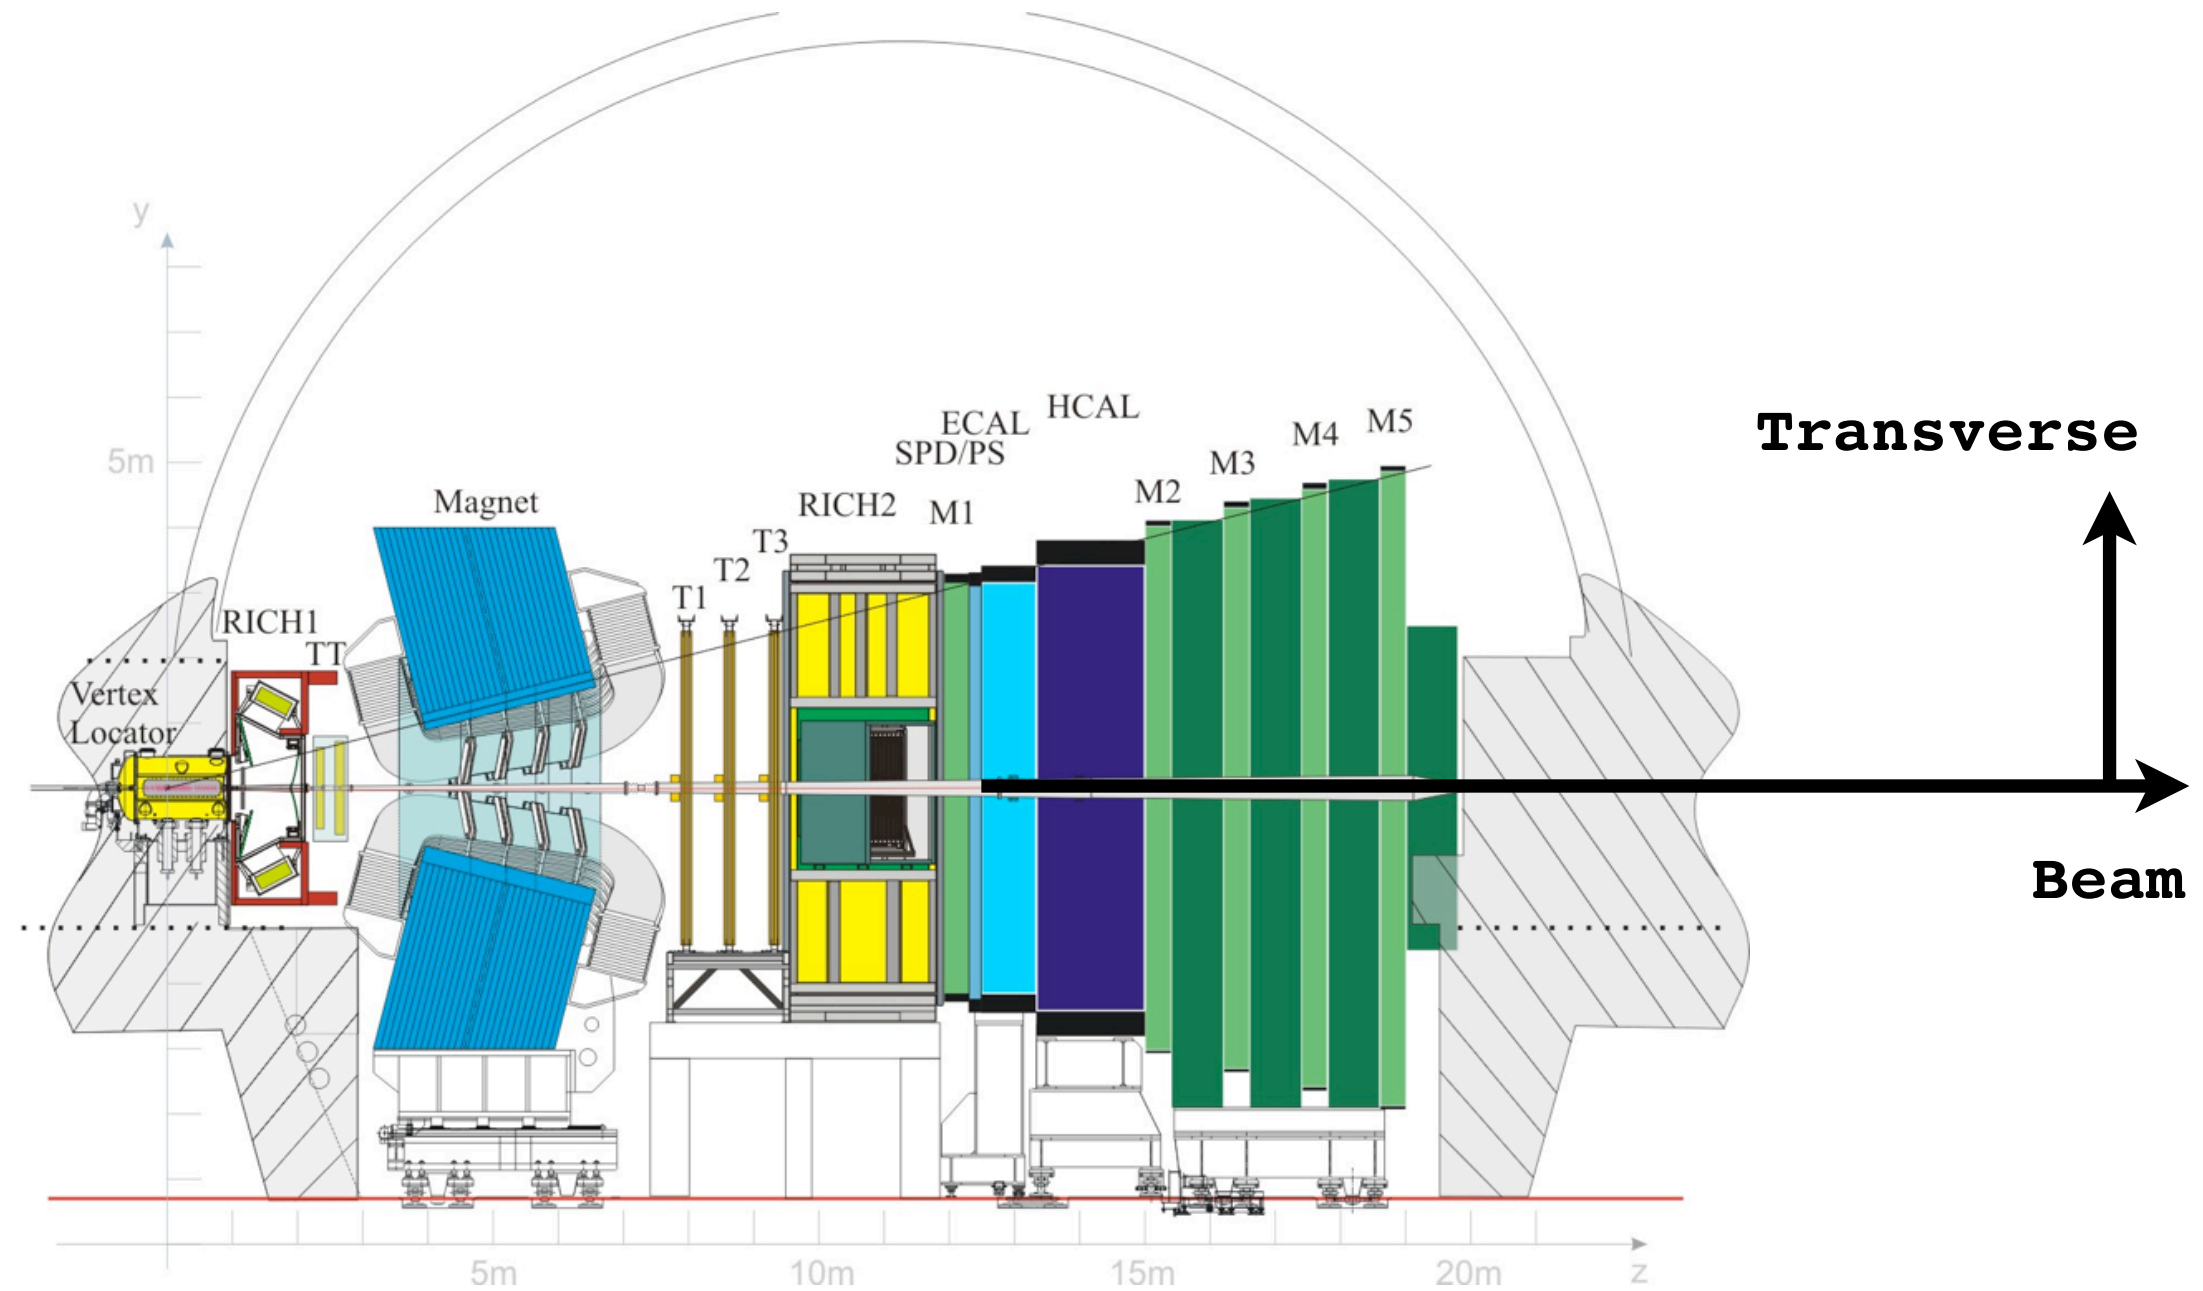 y
HCAL
ECAL
M5
Transverse
M4
SPD/PS
5m
M3
M2
Magnet
RICH2
M1
T3
T2
T1
RICH1
TT
Vertex
Locator
Beam
5m
10m
15m
20m
z